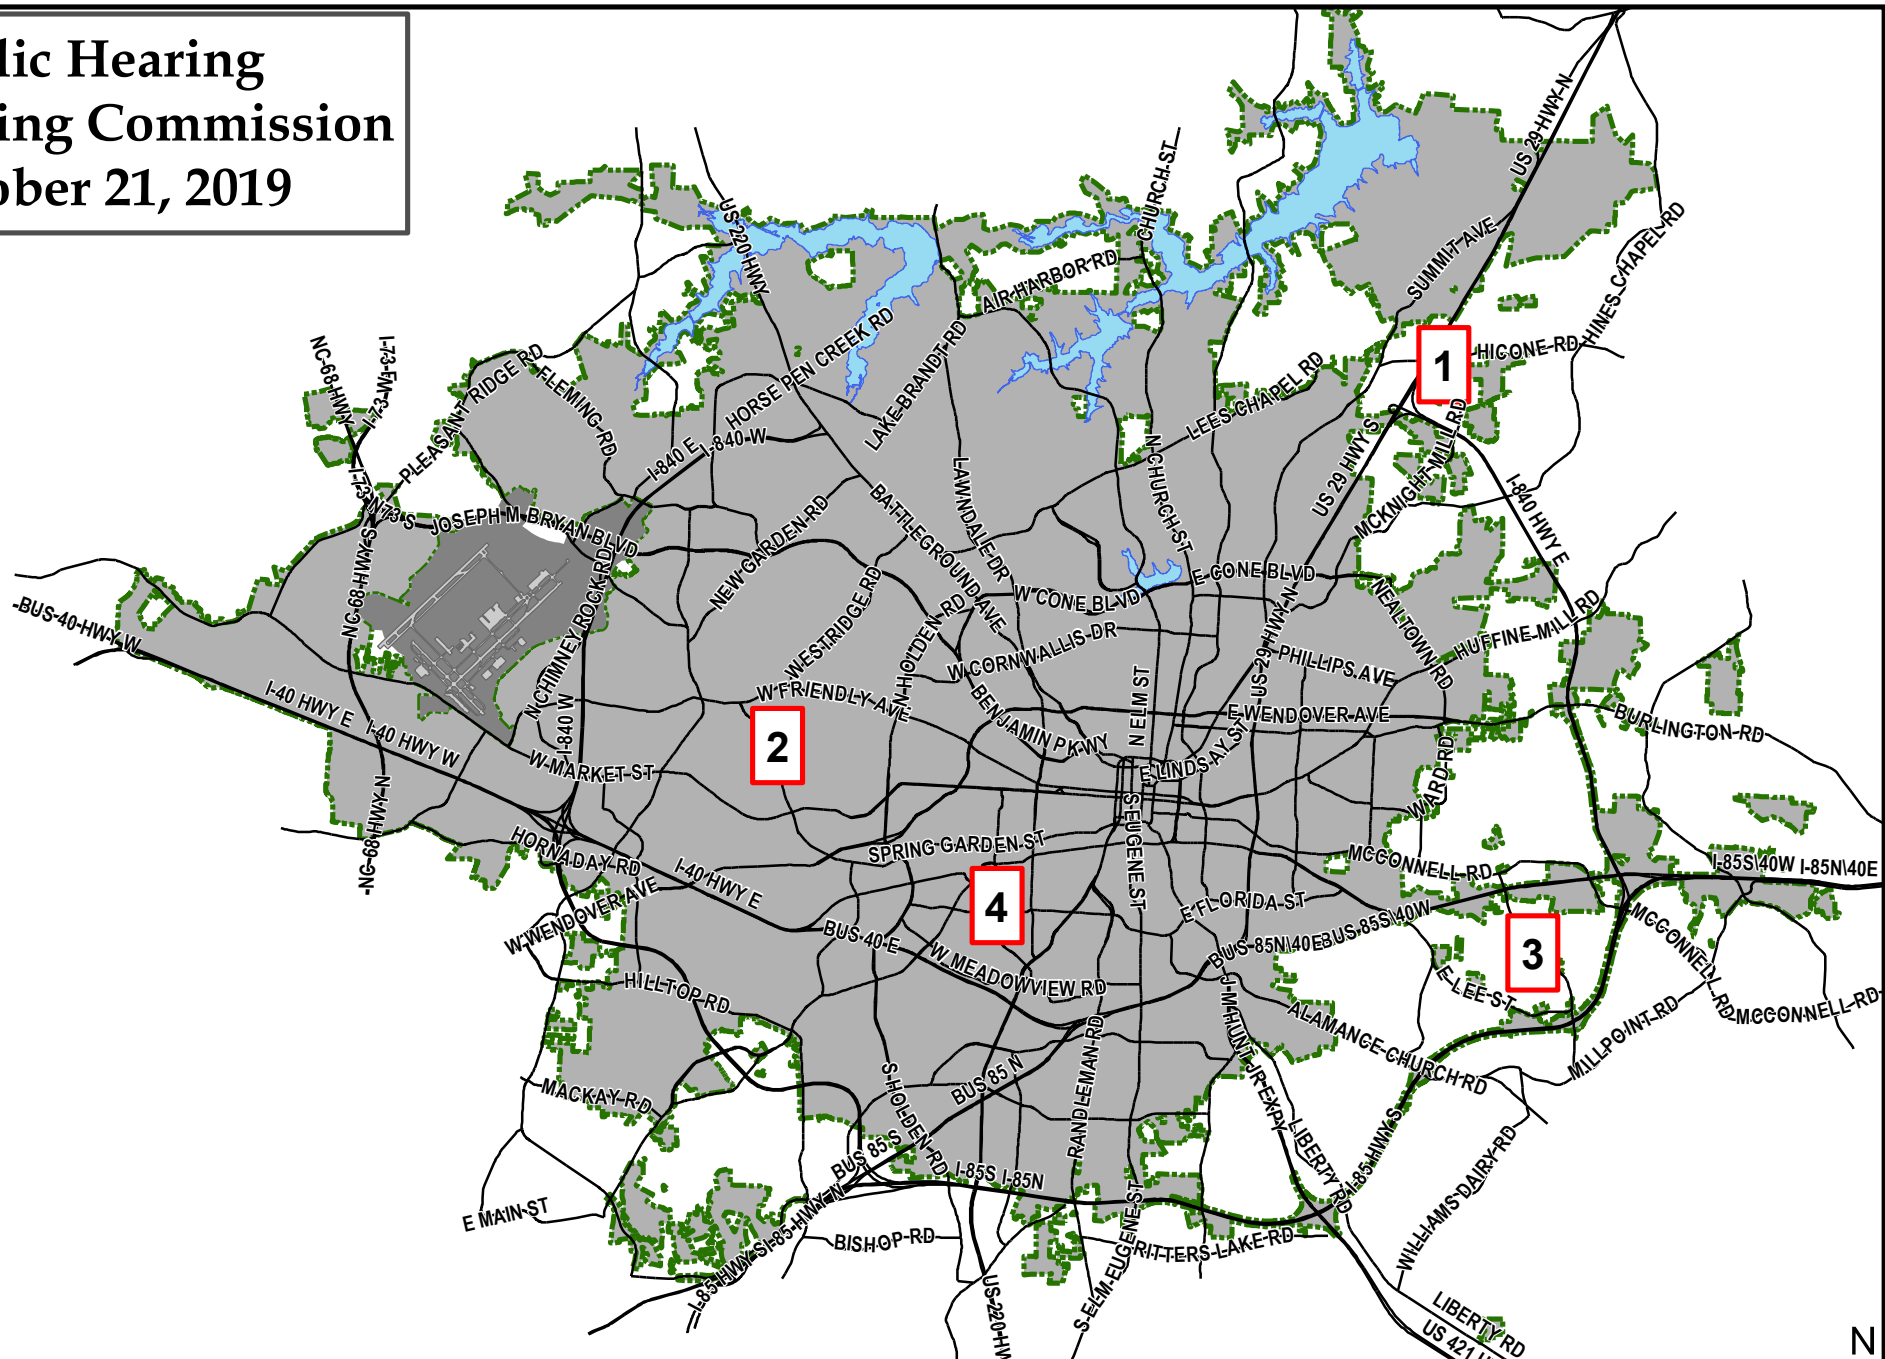 lic Hearing
ing Commission
ober 21, 2019
US 29 HWY N
CHURCH ST
US 220 HWY
HINES CHAPEL RD
SUMMIT AVE
AIR HARBOR RD
HORSE PEN CREEK RD
LAKE BRANDT RD
NC 68 HWY
I-73 E\W
PLEASANT RIDGE RD
FLEMING RD
1
HICONE RD
LEES CHAPEL RD
I-840 E
I-840 W
MCKNIGHT MILL RD
US 29 HWY S
N CHURCH ST
LAWNDALE DR
BATTLEGROUND AVE
I-73 N
73 S
JOSEPH M BRYAN BLVD
NEW GARDEN RD
I-840 HWY E
NC 68 HWY S
N CHIMNEY ROCK RD
WESTRIDGE RD
N HOLDEN RD
W CONE BLVD
E CONE BLVD
NEALTOWN RD
HUFFINE MILL RD
BUS 40 HWY W
W CORNWALLIS DR
US 29 HWY N
PHILLIPS AVE
I-40 HWY E
I-40 HWY W
I-840 W
W FRIENDLY AVE
BENJAMIN PKWY
N ELM ST
E WENDOVER AVE
BURLINGTON RD
2
W MARKET ST
E LINDSAY ST
WARD RD
NC 68 HWY N
HORNADAY RD
I-40 HWY E
SPRING GARDEN ST
S EUGENE ST
MCCONNELL RD
I-85S\40W I-85N\40E
W WENDOVER AVE
4
E FLORIDA ST
BUS 85N\40E
BUS 85S\40W
3
MCCONNELL RD
BUS 40 E
W MEADOWVIEW RD
HILLTOP RD
E LEE ST
MCCONNELL RD
J M HUNT JR EXPY
ALAMANCE CHURCH RD
MILLPOINT RD
MACKAY RD
S HOLDEN RD
BUS 85 N
RANDLEMAN RD
BUS 85 S
I-85S I-85N
LIBERTY RD
I-85 HWY S
WILLIAMS DAIRY RD
E MAIN ST
I-85 HWY S
I-85 HWY N
BISHOP RD
S ELM-EUGENE ST
RITTERS LAKE RD
US 220 HW
LIBERTY RD
US 421
N